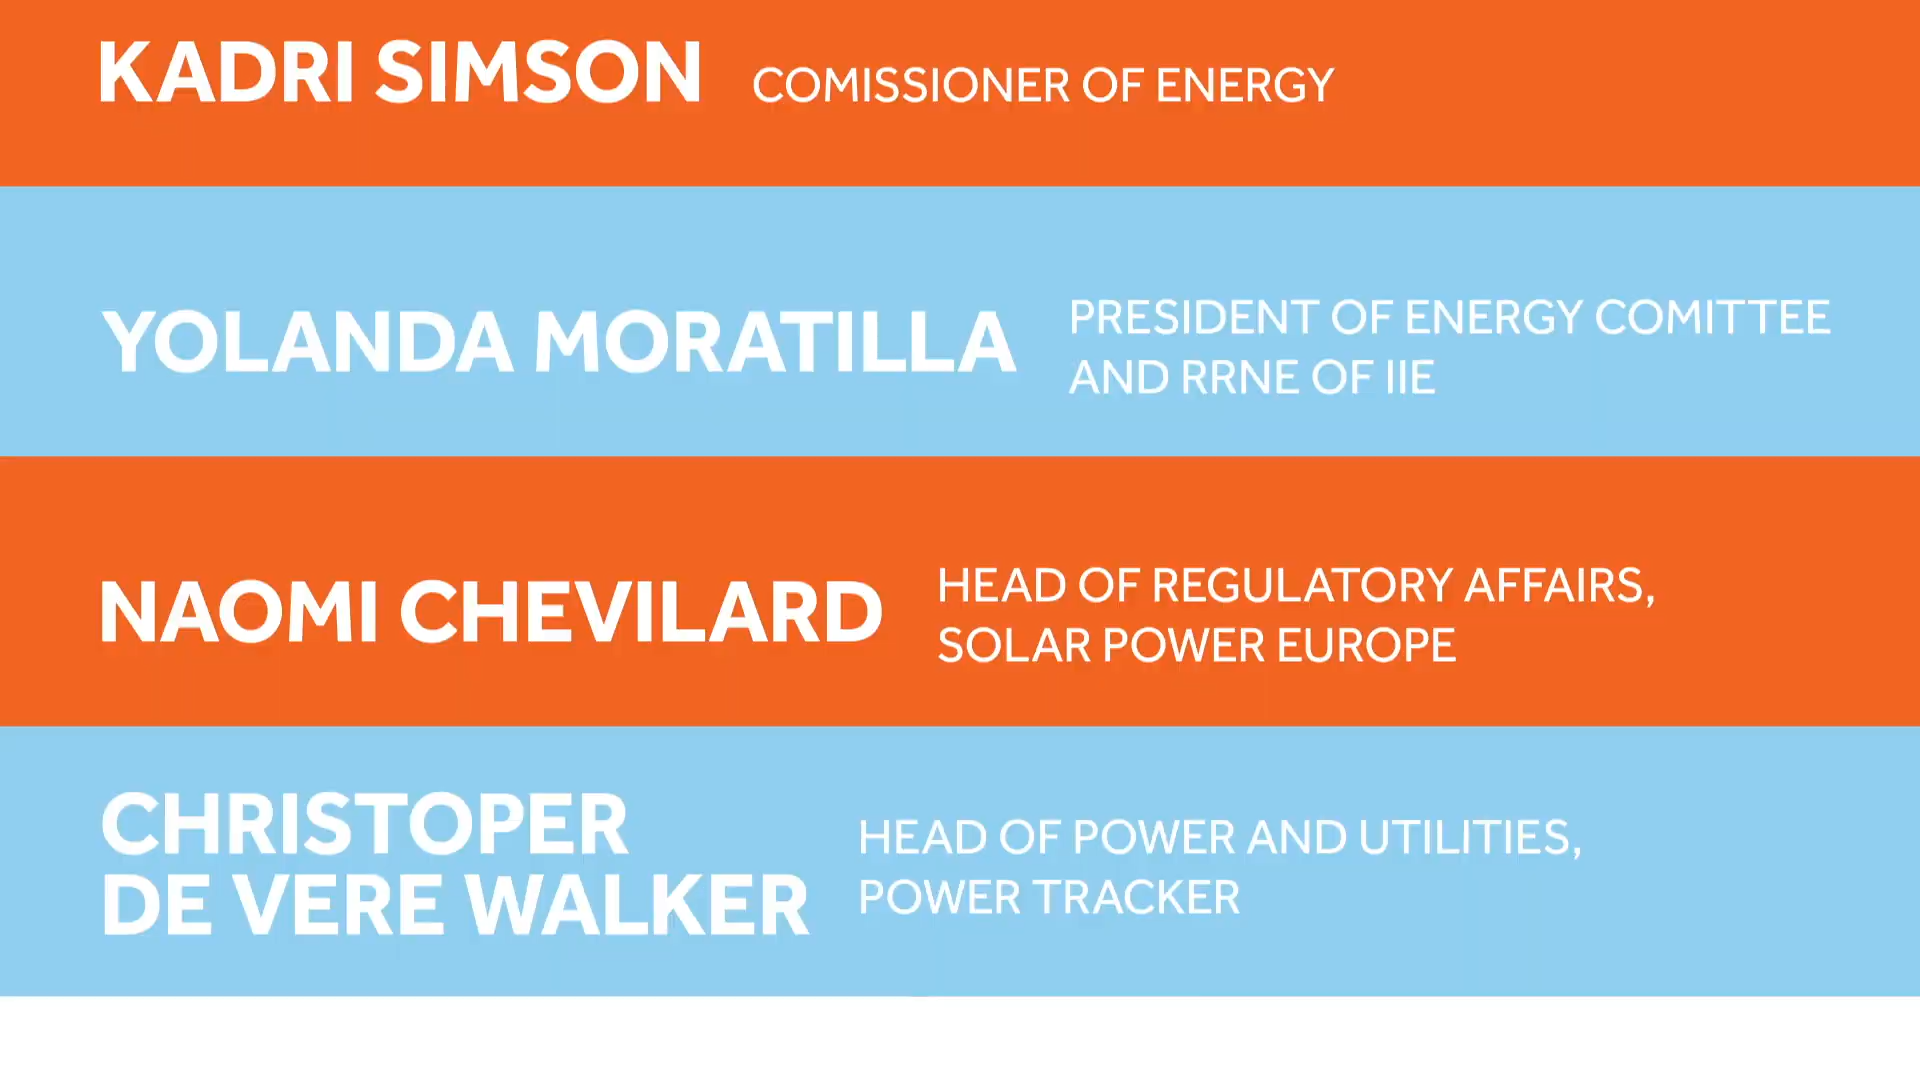 KADRI SIMSON COMISSIONER OF ENERGY
YOLANDA MORATILLA
PRESIDENT OF ENERGY COMITTEE
AND RRNE OF IIE
NAOMI CHEVILARD
HEAD OF REGULATORY AFFAIRS,
SOLAR POWER EUROPE
CHRISTOPER
DE VERE WALKER
HEAD OF POWER AND UTILITIES,
POWER TRACKER